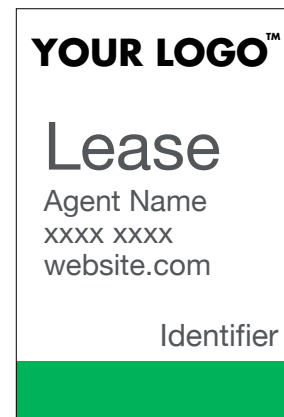 YOUR LOGO™
Lease
Agent Name
xxxx xxxx
website.com
Identifier